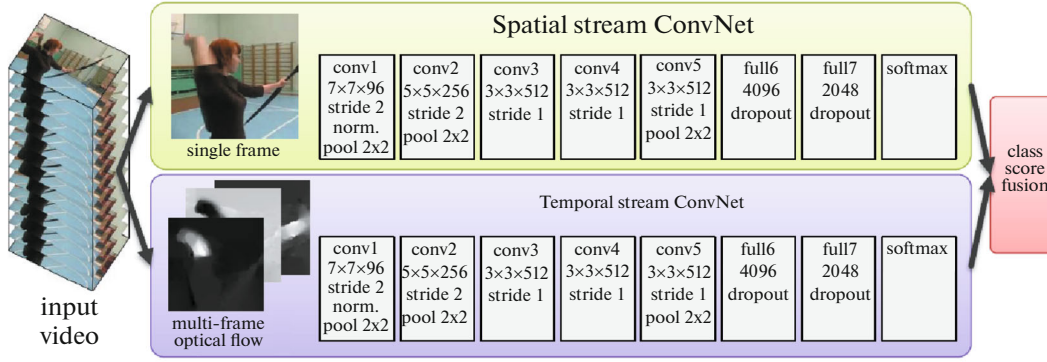 Spatial stream ConvNet
conv1
7×7×96
stride 2
norm.
pool 2x2
conv2
5×5×256
stride 2
pool 2x2
conv3
3×3×512
stride 1
conv4
3×3×512
stride 1
conv5
3×3×512
stride 1
pool 2x2
full6
4096
dropout
full7
2048
dropout
softmax
single frame
Temporal stream ConvNet
conv1
7×7×96
stride 2
norm.
pool 2x2
conv2
5×5×256
stride 2
pool 2x2
conv3
3×3×512
stride 1
conv4
3×3×512
stride 1
conv5
3×3×512
stride 1
pool 2x2
full6
4096
dropout
full7
2048
dropout
softmax
multi-frame
optical flow
input
video
class
score
fusion